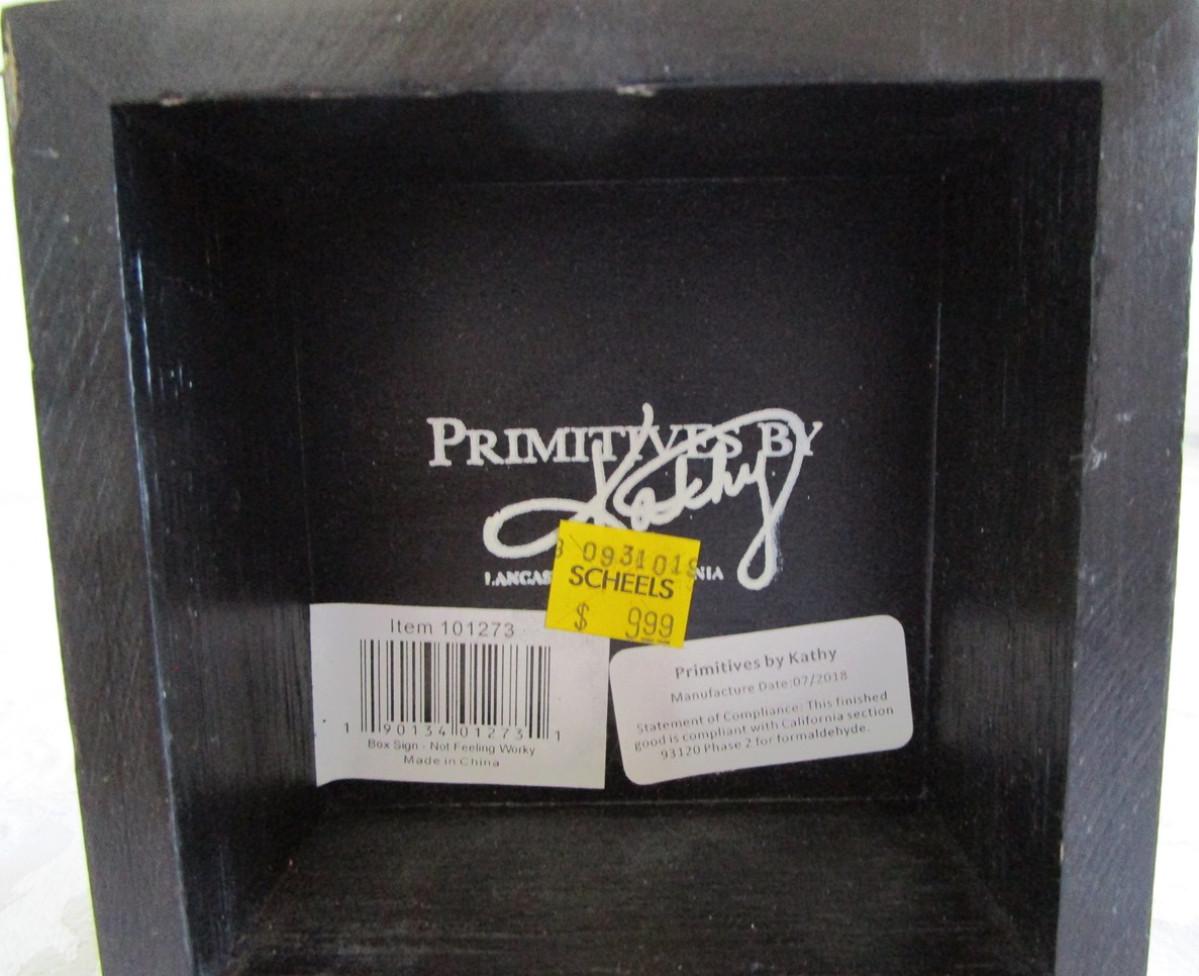 PRIMITIVES BY
Kathy
SCHEELS
$ 999
Item 101273
1 90134 01273 1
Box Sign - Not Feeling Worky
Made in China
Primitives by Kathy
Manufacture Date:07/2018
Statement of Compliance: This finished
good is compliant with California section
93120 Phase 2 for formaldehyde.